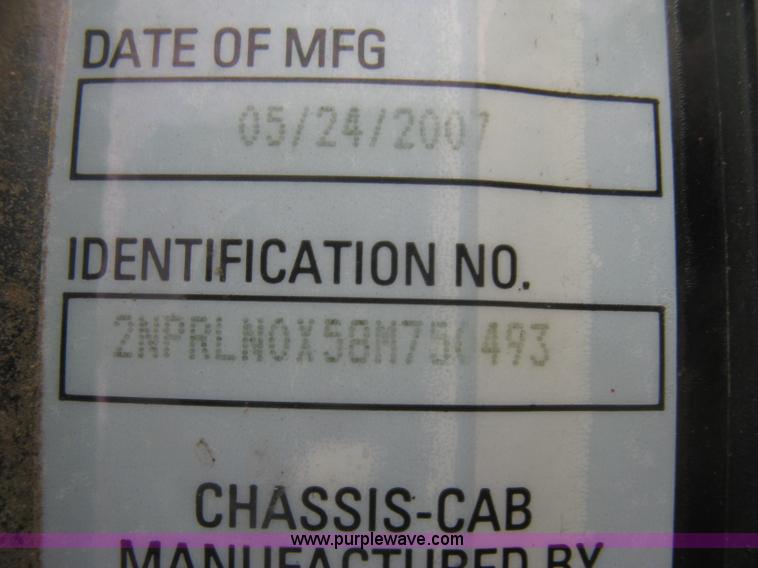 DATE OF MFG
05/24/2007
IDENTIFICATION NO.
2NPRLN0X58M750493
CHASSIS-CAB
MANUFACTURED BY
www.purplewave.com